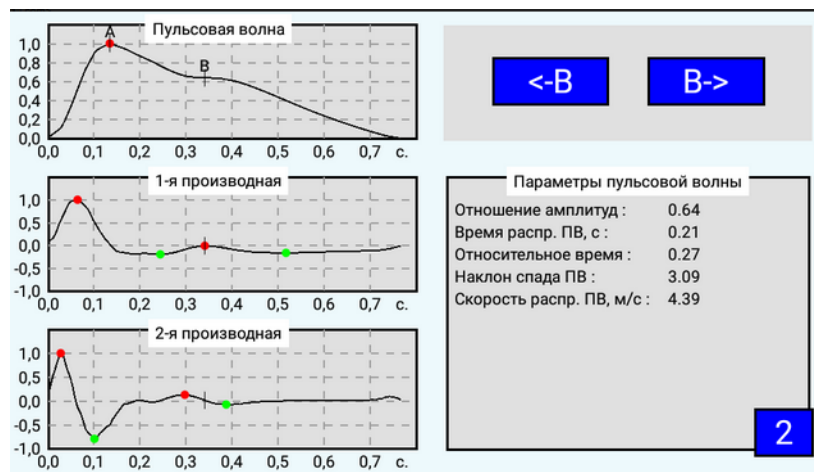 Пульсовая волна
A
B
1,0
0,8
0,6
0,4
0,2
0,0
0,0 0,1 0,2 0,3 0,4 0,5 0,6 0,7 с.
1-я производная
1,0
0,5
0,0
-0,5
-1,0
0,0 0,1 0,2 0,3 0,4 0,5 0,6 0,7 с.
2-я производная
1,0
0,5
0,0
-0,5
-1,0
0,0 0,1 0,2 0,3 0,4 0,5 0,6 0,7 с.
<-B B->
Параметры пульсовой волны
Отношение амплитуд : 0.64
Время распр. ПВ, с : 0.21
Относительное время : 0.27
Наклон спада ПВ : 3.09
Скорость распр. ПВ, м/с : 4.39
2